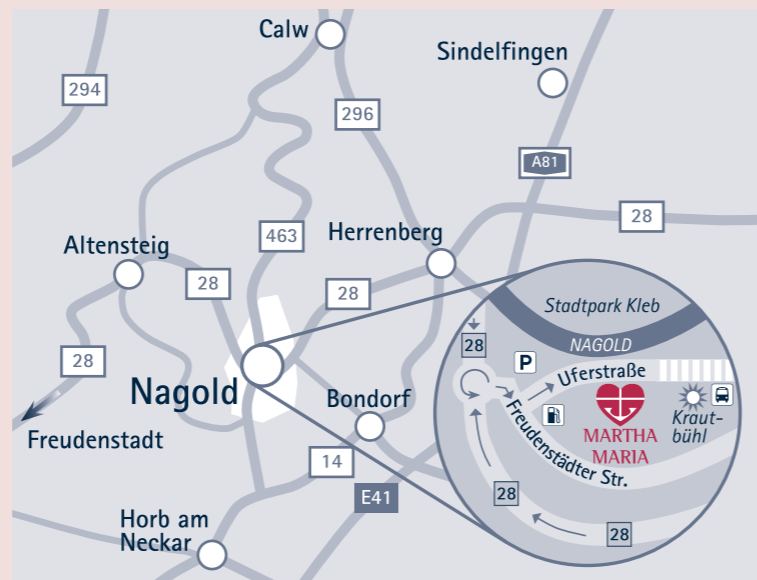 Calw
Sindelfingen
294
296
A81
28
463
Herrenberg
Altensteig
28
28
28
Nagold
Bondorf
Freudenstadt
14
E41
Horb am
Neckar
Stadtpark Kleb
NAGOLD
28
P
Uferstraße
Freudenstädter Str.
MARTHA
MARIA
Kraut-
bühl
28
28